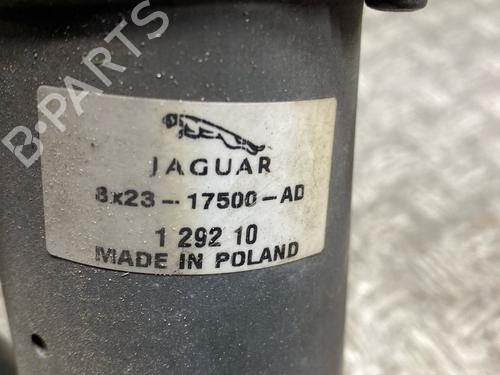 B-PARTS
JAGUAR
8x23-17500-AD
1 292 10
MADE IN POLAND